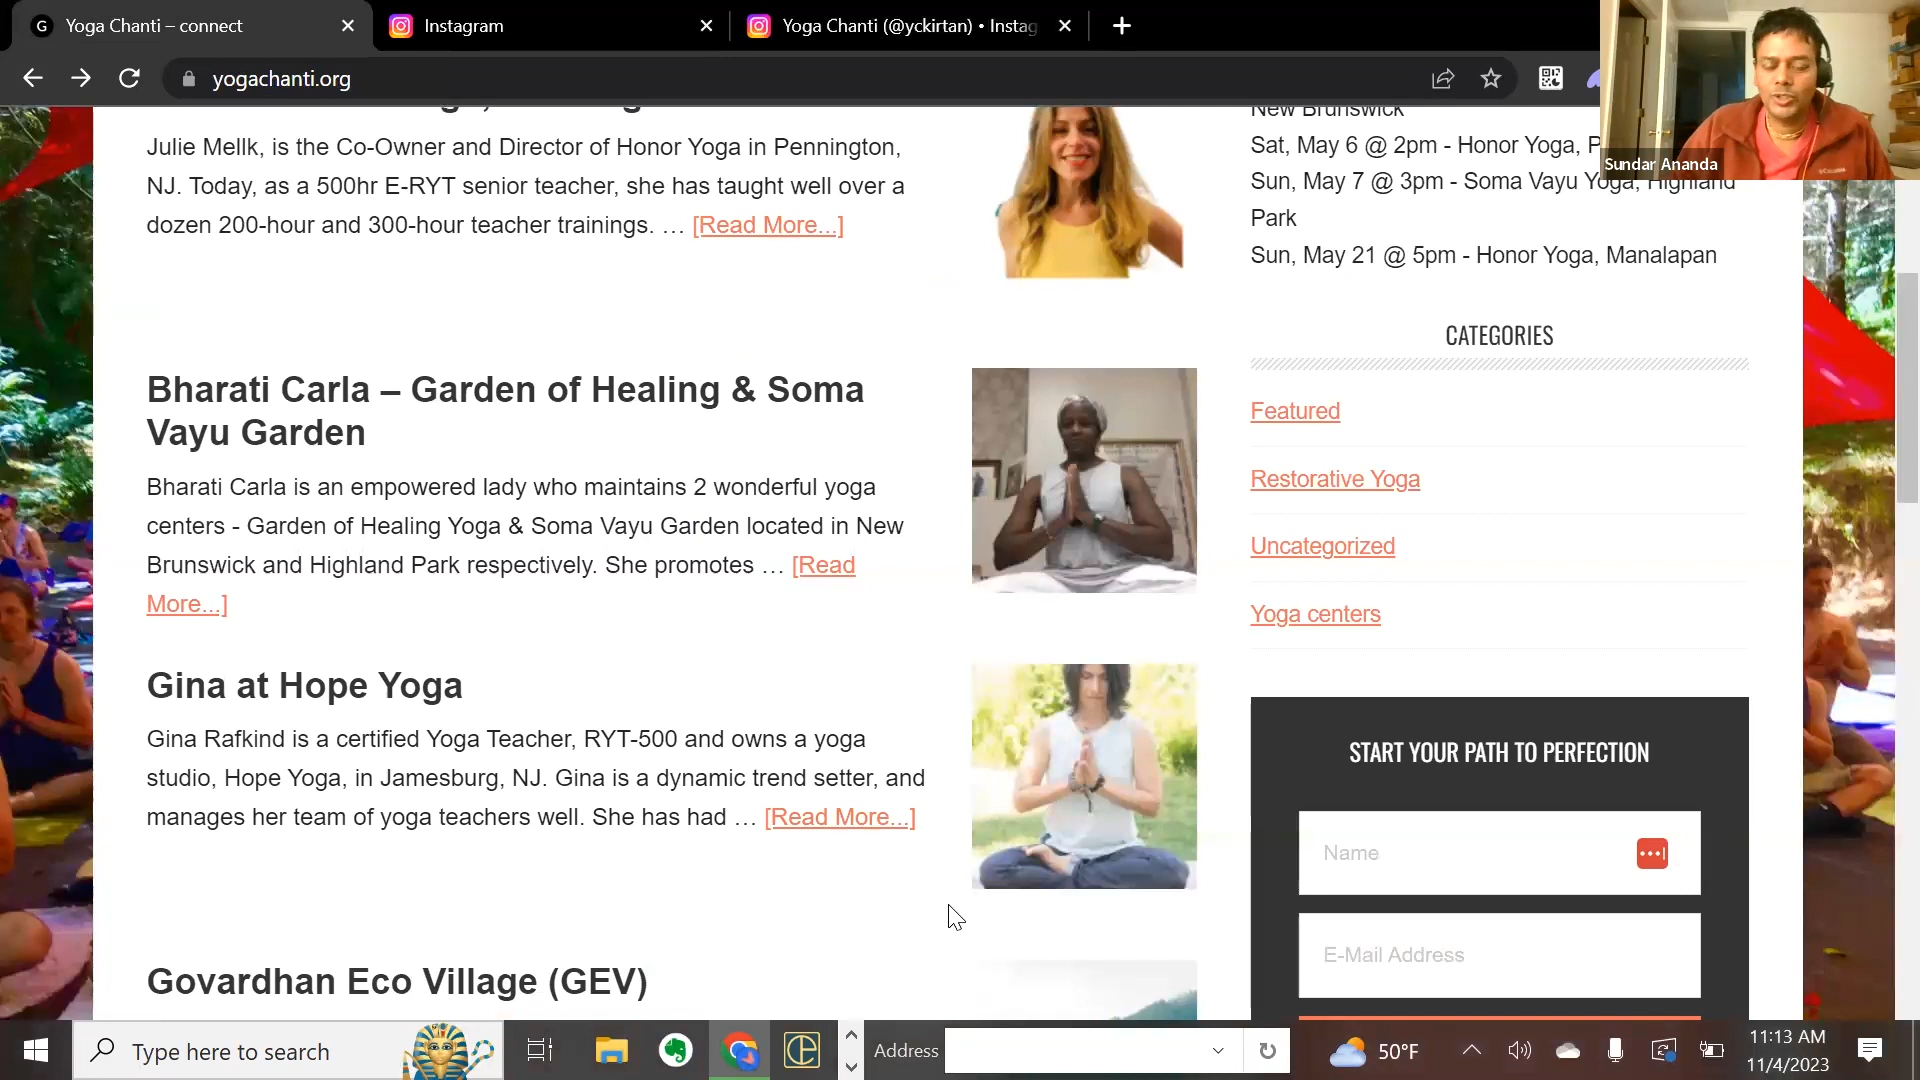 Yoga Chanti – connect
Instagram
Yoga Chanti (@yckirtan) • Instag
yogachanti.org
Sundar Ananda
Julie Mellk, is the Co-Owner and Director of Honor Yoga in Pennington,
NJ. Today, as a 500hr E-RYT senior teacher, she has taught well over a
dozen 200-hour and 300-hour teacher trainings. … [Read More...]
Bharati Carla – Garden of Healing & Soma
Vayu Garden
Bharati Carla is an empowered lady who maintains 2 wonderful yoga
centers - Garden of Healing Yoga & Soma Vayu Garden located in New
Brunswick and Highland Park respectively. She promotes … [Read
More...]
Gina at Hope Yoga
Gina Rafkind is a certified Yoga Teacher, RYT-500 and owns a yoga
studio, Hope Yoga, in Jamesburg, NJ. Gina is a dynamic trend setter, and
manages her team of yoga teachers well. She has had … [Read More...]
Govardhan Eco Village (GEV)
New Brunswick
Sat, May 6 @ 2pm - Honor Yoga, P
Sun, May 7 @ 3pm - Soma Vayu Yoga, Highland
Park
Sun, May 21 @ 5pm - Honor Yoga, Manalapan
CATEGORIES
Featured
Restorative Yoga
Uncategorized
Yoga centers
START YOUR PATH TO PERFECTION
Name
E-Mail Address
Type here to search
Address
50°F
11:13 AM
11/4/2023